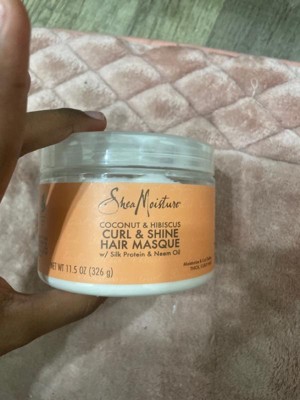 SheaMoisture
COCONUT & HIBISCUS
CURL & SHINE
HAIR MASQUE
w/ Silk Protein & Neem Oil
NET WT 11.5 OZ (326 g)